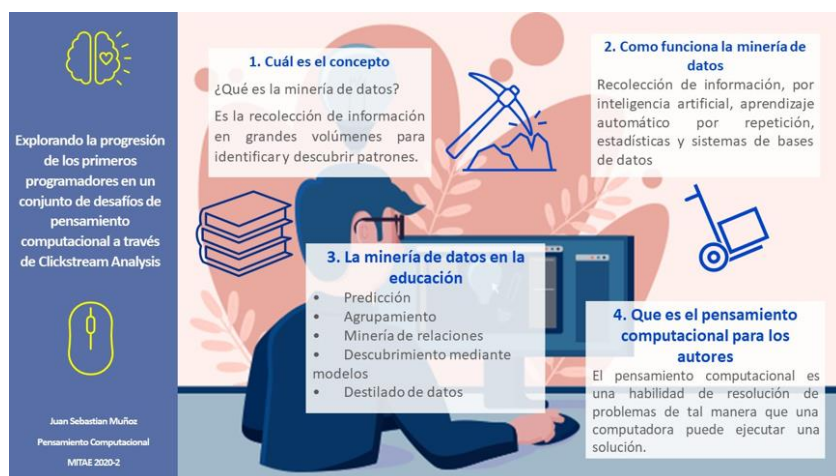 Explorando la progresión
de los primeros
programadores en un
conjunto de desafíos de
pensamiento
computacional a través
de Clickstream Analysis
Juan Sebastian Muñoz
Pensamiento Computacional
MITAE 2020-2
1. Cuál es el concepto
¿Qué es la minería de datos?
Es la recolección de información
en grandes volúmenes para
identificar y descubrir patrones.
2. Como funciona la minería de
datos
Recolección de información, por
inteligencia artificial, aprendizaje
automático por repetición,
estadísticas y sistemas de bases
de datos
3. La minería de datos en la
educación
• Predicción
• Agrupamiento
• Minería de relaciones
• Descubrimiento mediante
modelos
• Destilado de datos
4. Que es el pensamiento
computacional para los
autores
El pensamiento computacional es
una habilidad de resolución de
problemas de tal manera que una
computadora puede ejecutar una
solución.